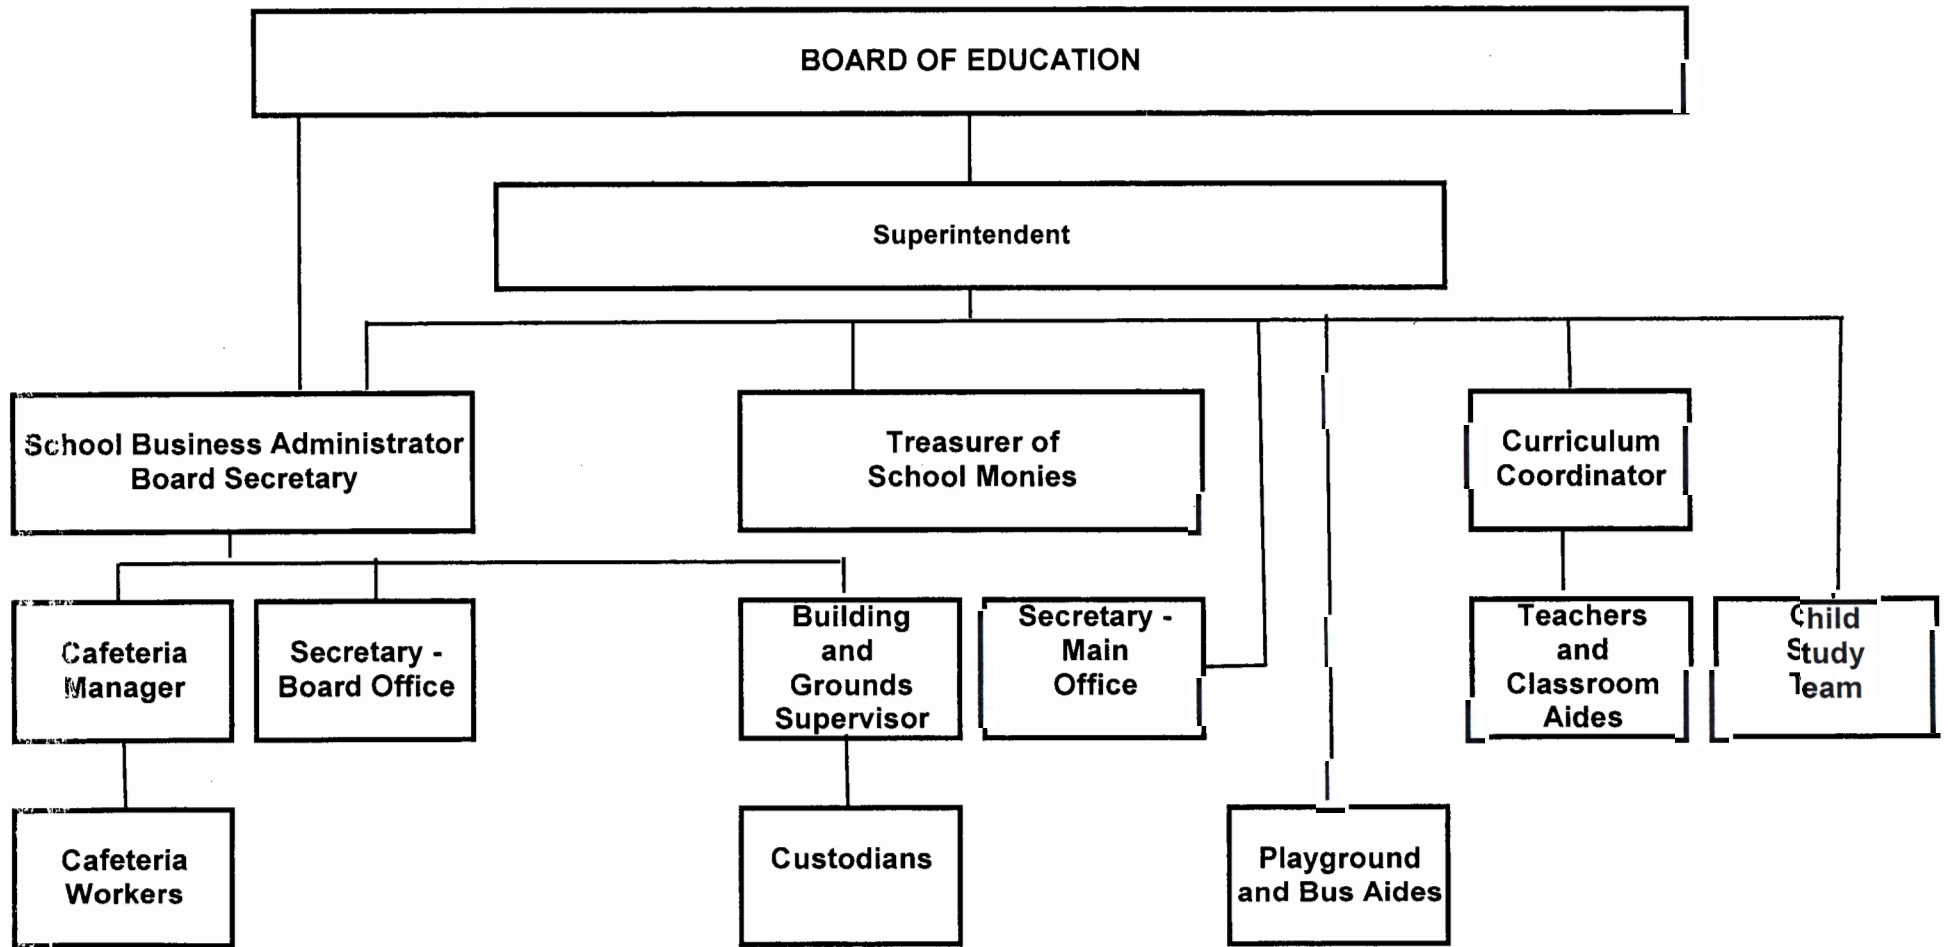 BOARD OF EDUCATION
Superintendent
School Business Administrator
Board Secretary
Treasurer of
School Monies
Curriculum
Coordinator
Cafeteria
Manager
Secretary -
Board Office
Building
and
Grounds
Supervisor
Secretary -
Main
Office
Teachers
and
Classroom
Aides
Child
Study
Team
Cafeteria
Workers
Custodians
Playground
and Bus Aides